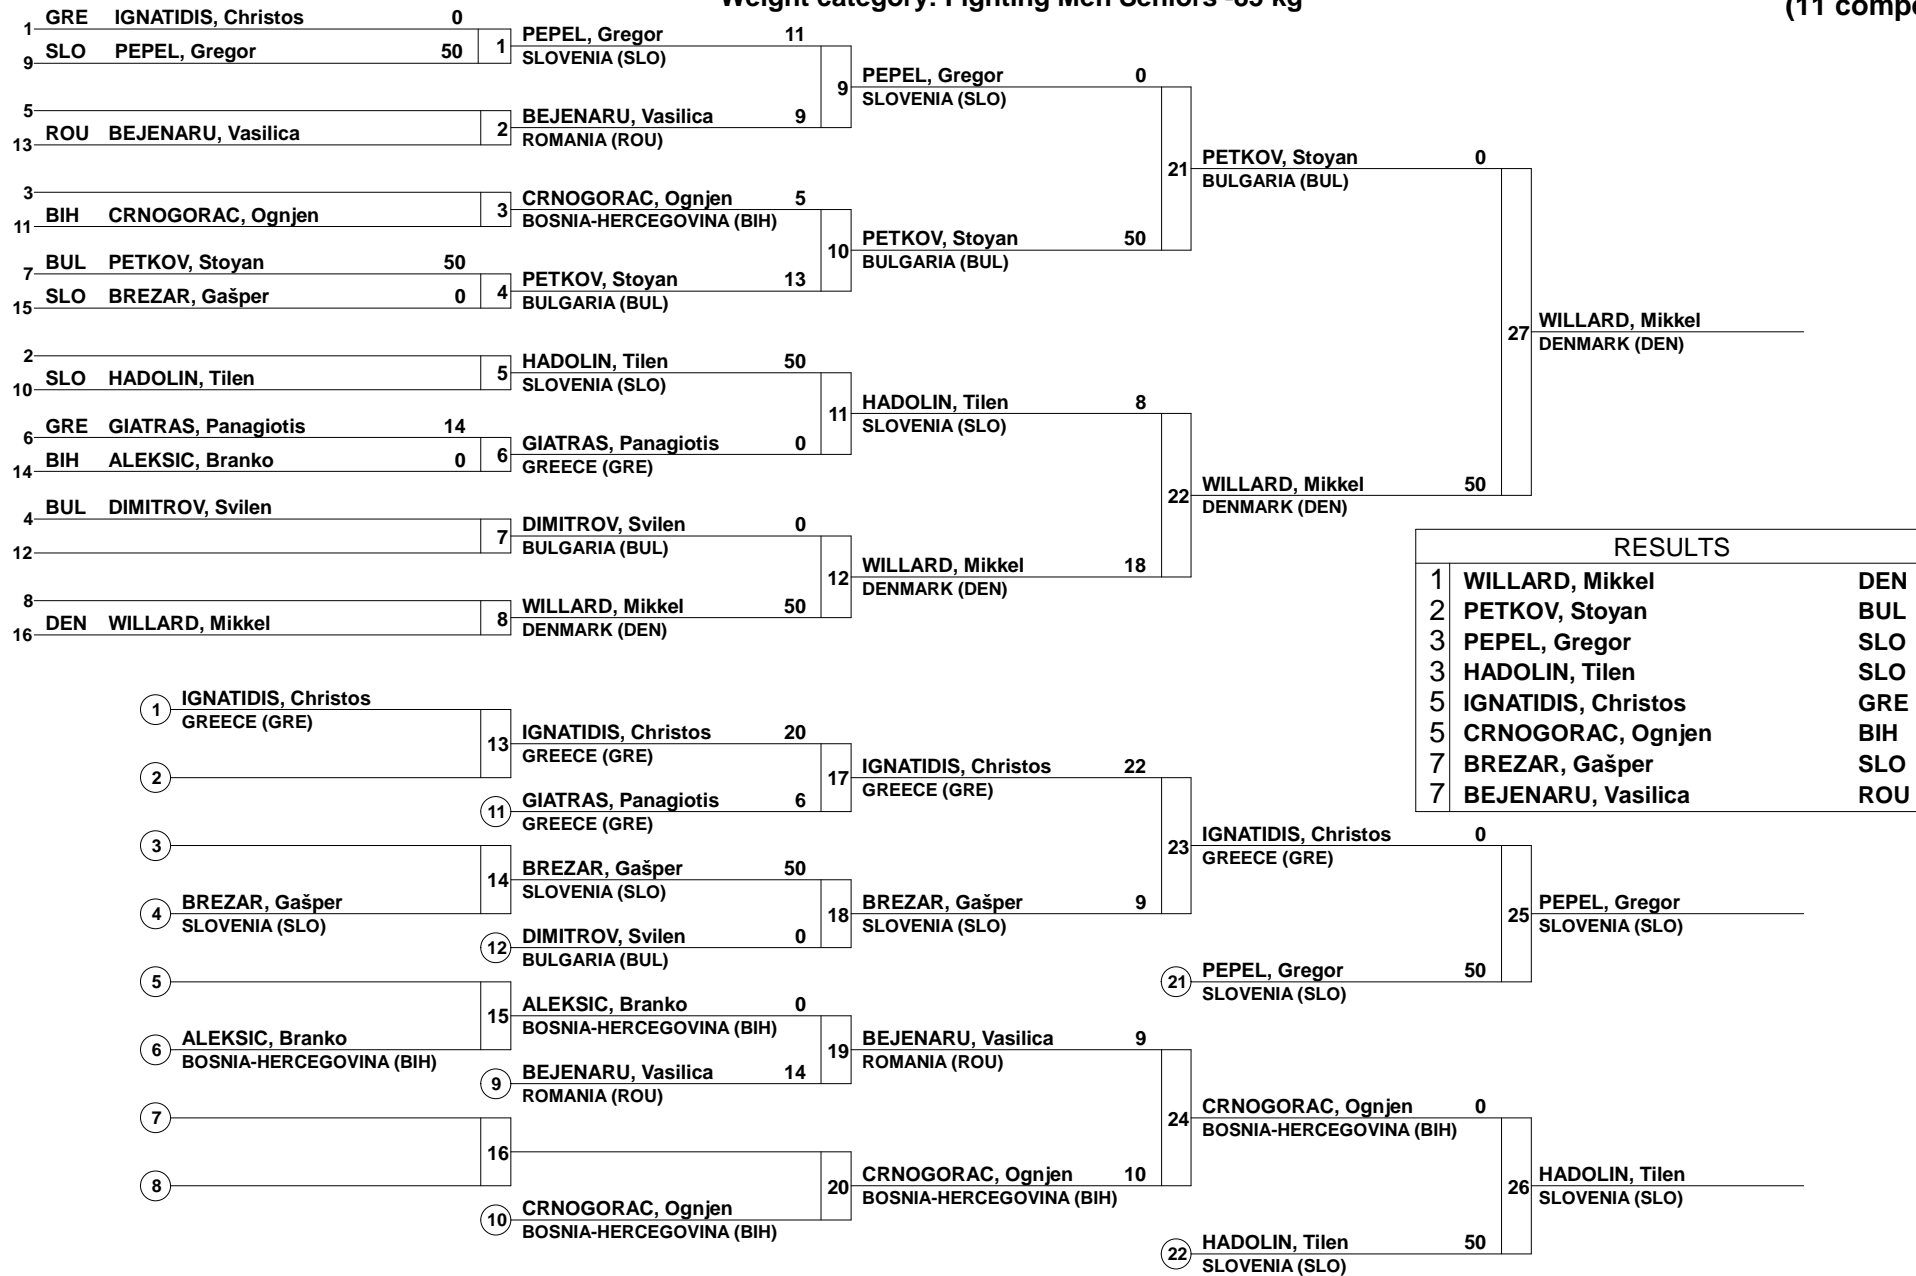 Weight category: Fighting Men Seniors -85 kg
(11 compe
1 GRE IGNATIDIS, Christos 0
9 SLO PEPEL, Gregor 50
1 PEPEL, Gregor 11
SLOVENIA (SLO)
5
13 ROU BEJENARU, Vasilica
2 BEJENARU, Vasilica 9
ROMANIA (ROU)
9 PEPEL, Gregor 0
SLOVENIA (SLO)
3
11 BIH CRNOGORAC, Ognjen
3 CRNOGORAC, Ognjen 5
BOSNIA-HERCEGOVINA (BIH)
7 BUL PETKOV, Stoyan 50
15 SLO BREZAR, Gašper 0
4 PETKOV, Stoyan 13
BULGARIA (BUL)
10 PETKOV, Stoyan 50
BULGARIA (BUL)
21 PETKOV, Stoyan 0
BULGARIA (BUL)
2
10 SLO HADOLIN, Tilen
5 HADOLIN, Tilen 50
SLOVENIA (SLO)
6 GRE GIATRAS, Panagiotis 14
14 BIH ALEKSIC, Branko 0
6 GIATRAS, Panagiotis 0
GREECE (GRE)
11 HADOLIN, Tilen 8
SLOVENIA (SLO)
4 BUL DIMITROV, Svilen
12
7 DIMITROV, Svilen 0
BULGARIA (BUL)
8
16 DEN WILLARD, Mikkel
8 WILLARD, Mikkel 50
DENMARK (DEN)
12 WILLARD, Mikkel 18
DENMARK (DEN)
22 WILLARD, Mikkel 50
DENMARK (DEN)
27 WILLARD, Mikkel
DENMARK (DEN)
RESULTS
1 WILLARD, Mikkel DEN
2 PETKOV, Stoyan BUL
3 PEPEL, Gregor SLO
3 HADOLIN, Tilen SLO
5 IGNATIDIS, Christos GRE
5 CRNOGORAC, Ognjen BIH
7 BREZAR, Gašper SLO
7 BEJENARU, Vasilica ROU
1 IGNATIDIS, Christos
GREECE (GRE)
2
13 IGNATIDIS, Christos 20
GREECE (GRE)
11 GIATRAS, Panagiotis 6
GREECE (GRE)
17 IGNATIDIS, Christos 22
GREECE (GRE)
3
4 BREZAR, Gašper
SLOVENIA (SLO)
14 BREZAR, Gašper 50
SLOVENIA (SLO)
12 DIMITROV, Svilen 0
BULGARIA (BUL)
18 BREZAR, Gašper 9
SLOVENIA (SLO)
23 IGNATIDIS, Christos 0
GREECE (GRE)
21 PEPEL, Gregor 50
SLOVENIA (SLO)
25 PEPEL, Gregor
SLOVENIA (SLO)
5
6 ALEKSIC, Branko
BOSNIA-HERCEGOVINA (BIH)
15 ALEKSIC, Branko 0
BOSNIA-HERCEGOVINA (BIH)
9 BEJENARU, Vasilica 14
ROMANIA (ROU)
19 BEJENARU, Vasilica 9
ROMANIA (ROU)
7
8
16
10 CRNOGORAC, Ognjen
BOSNIA-HERCEGOVINA (BIH)
20 CRNOGORAC, Ognjen 10
BOSNIA-HERCEGOVINA (BIH)
24 CRNOGORAC, Ognjen 0
BOSNIA-HERCEGOVINA (BIH)
22 HADOLIN, Tilen 50
SLOVENIA (SLO)
26 HADOLIN, Tilen
SLOVENIA (SLO)